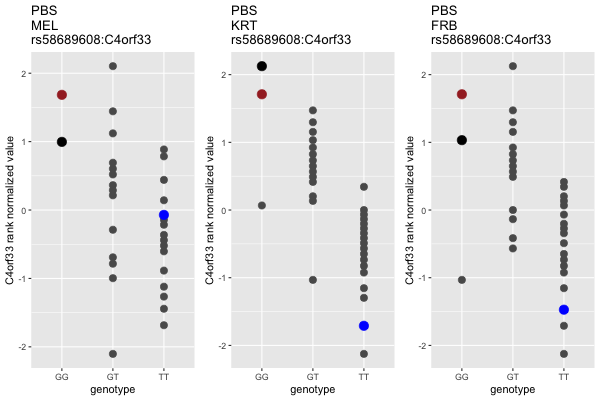 PBS
MEL
rs58689608:C4orf33
C4orf33 rank normalized value
2
1
0
-1
-2
GG
GT
TT
genotype
PBS
KRT
rs58689608:C4orf33
C4orf33 rank normalized value
2
1
0
-1
-2
GG
GT
TT
genotype
PBS
FRB
rs58689608:C4orf33
C4orf33 rank normalized value
2
1
0
-1
-2
GG
GT
TT
genotype